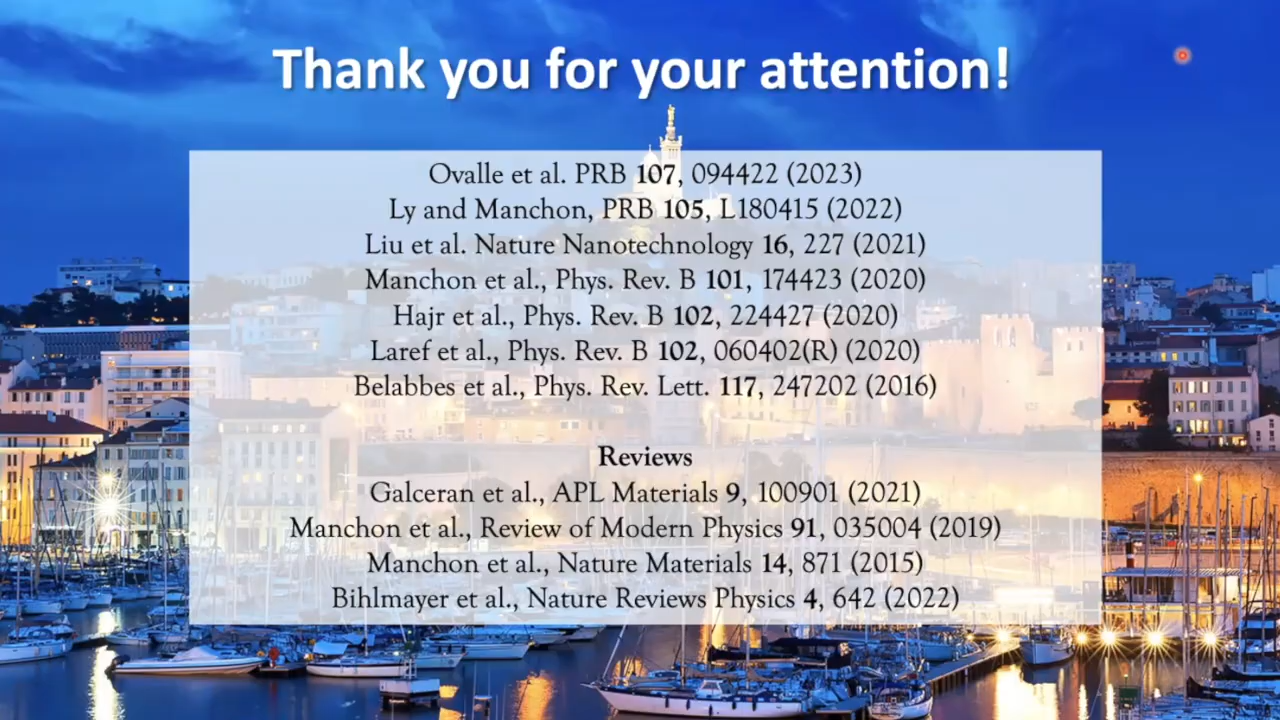 Thank you for your attention!
Ovalle et al. PRB 107, 094422 (2023)
Ly and Manchon, PRB 105, L180415 (2022)
Liu et al. Nature Nanotechnology 16, 227 (2021)
Manchon et al., Phys. Rev. B 101, 174423 (2020)
Hajr et al., Phys. Rev. B 102, 224427 (2020)
Laref et al., Phys. Rev. B 102, 060402(R) (2020)
Belabbes et al., Phys. Rev. Lett. 117, 247202 (2016)
Reviews
Galceran et al., APL Materials 9, 100901 (2021)
Manchon et al., Review of Modern Physics 91, 035004 (2019)
Manchon et al., Nature Materials 14, 871 (2015)
Bihlmayer et al., Nature Reviews Physics 4, 642 (2022)